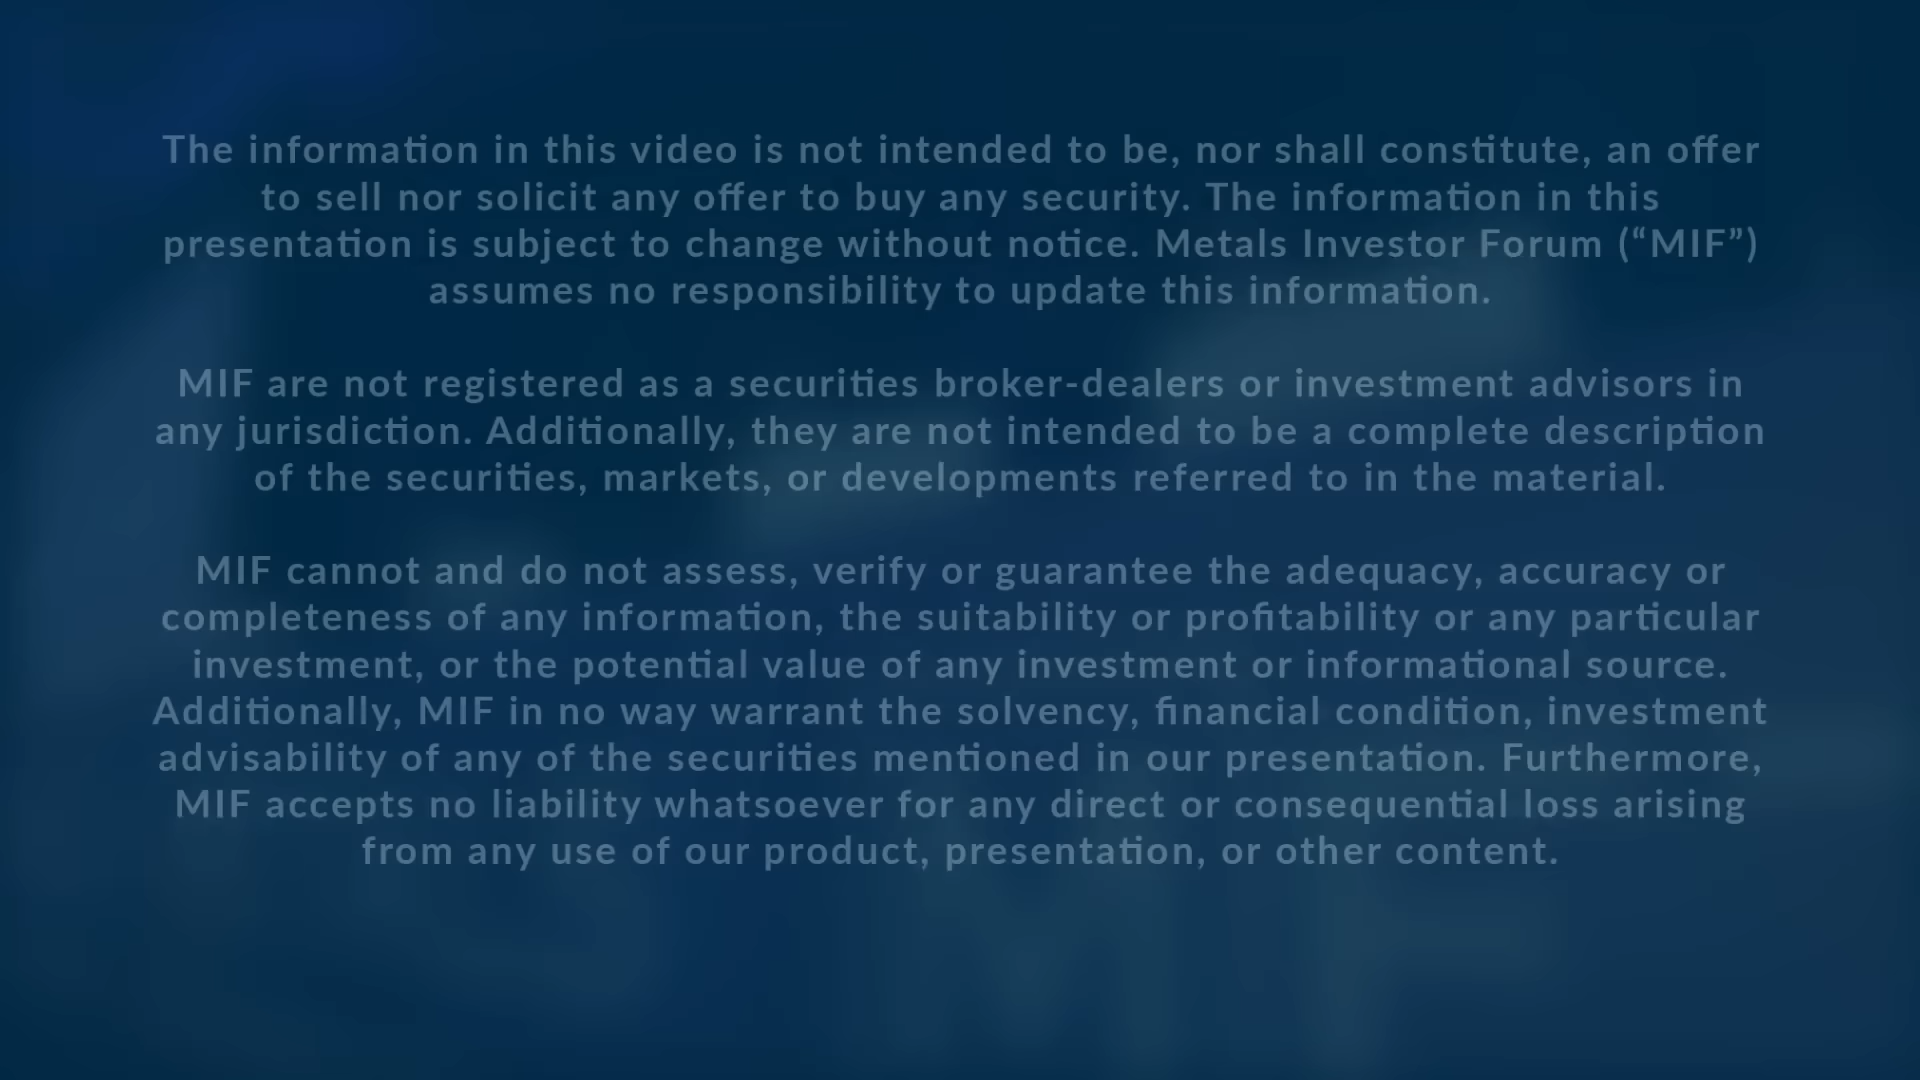 The information in this video is not intended to be, nor shall constitute, an offer
to sell nor solicit any offer to buy any security. The information in this
presentation is subject to change without notice. Metals Investor Forum (“MIF”)
assumes no responsibility to update this information.
MIF are not registered as a securities broker-dealers or investment advisors in
any jurisdiction. Additionally, they are not intended to be a complete description
of the securities, markets, or developments referred to in the material.
MIF cannot and do not assess, verify or guarantee the adequacy, accuracy or
completeness of any information, the suitability or profitability or any particular
investment, or the potential value of any investment or informational source.
Additionally, MIF in no way warrant the solvency, financial condition, investment
advisability of any of the securities mentioned in our presentation. Furthermore,
MIF accepts no liability whatsoever for any direct or consequential loss arising
from any use of our product, presentation, or other content.